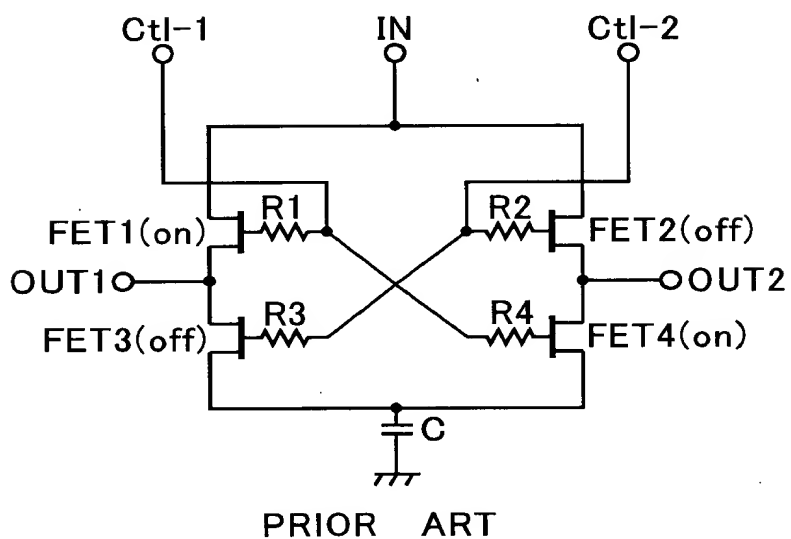 Ctl-1 IN Ctl-2
R1 R2
FET1(on) FET2(off)
OUT1 OUT2
R3 R4
FET3(off) FET4(on)
C
PRIOR ART